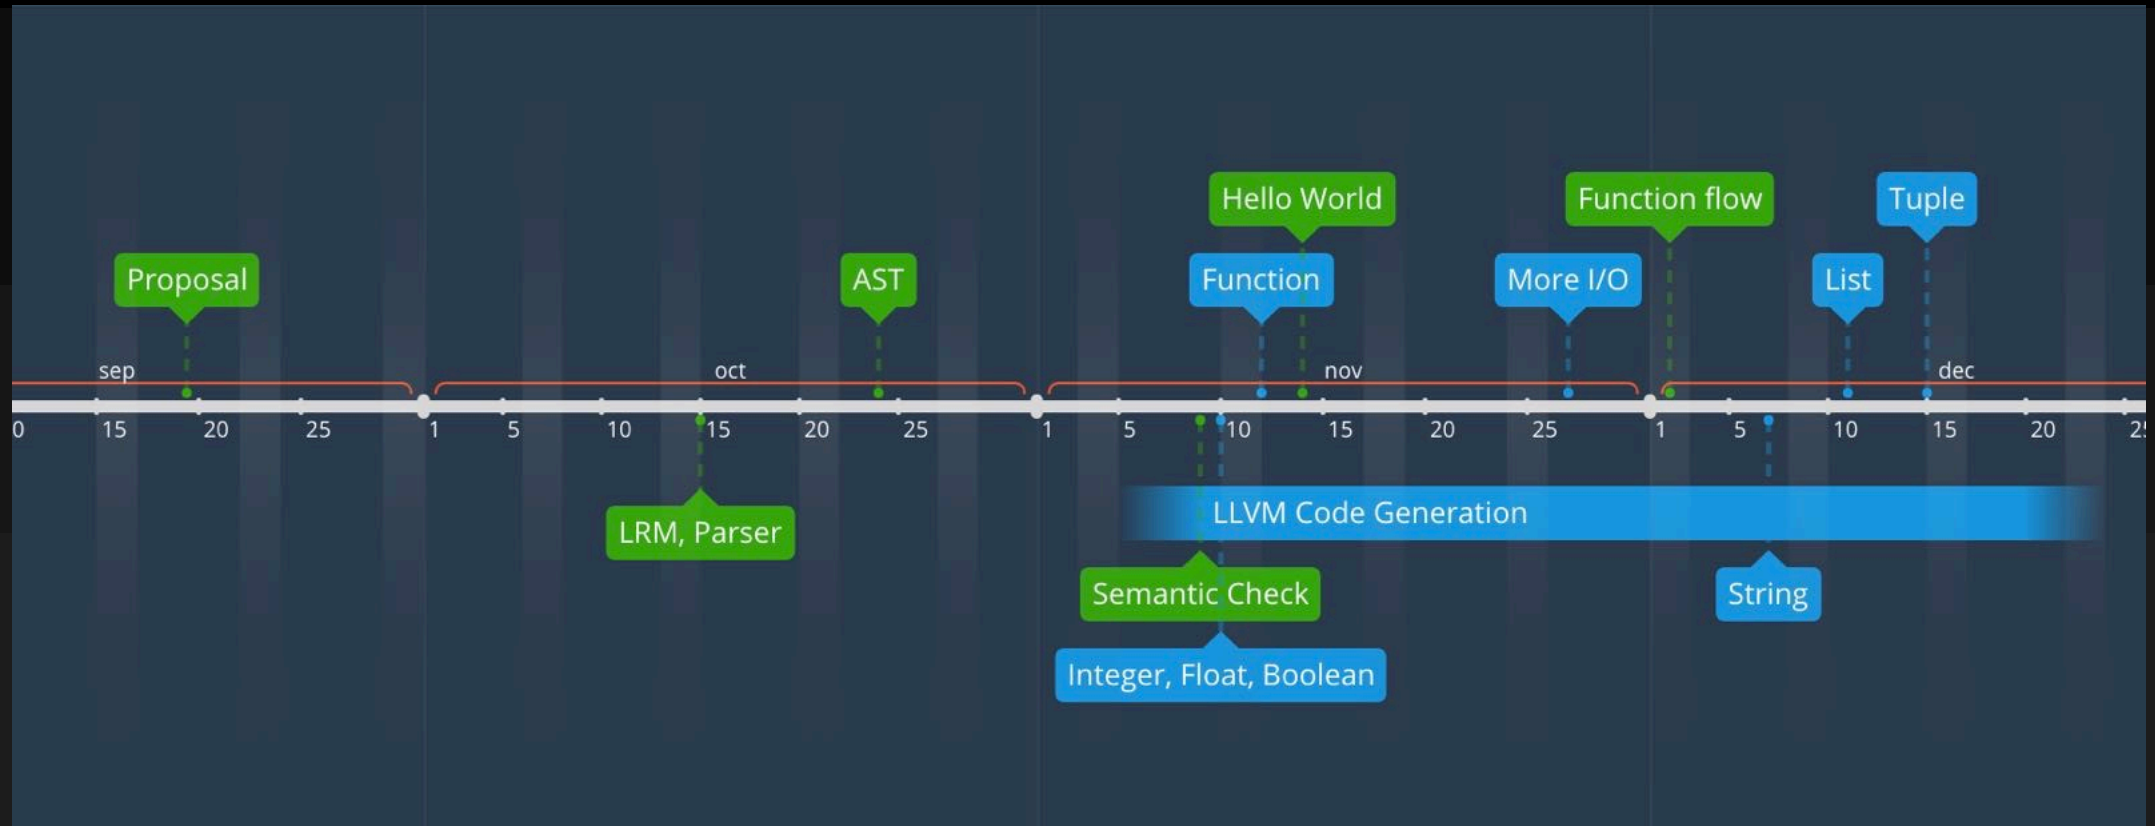 Hello World
Function flow
Tuple
Proposal
AST
Function
More I/O
List
sep
oct
nov
dec
0 15 20 25 1 5 10 15 20 25 1 5 10 15 20 25 1 5 10 15 20 25
LLVM Code Generation
LRM, Parser
Semantic Check
String
Integer, Float, Boolean